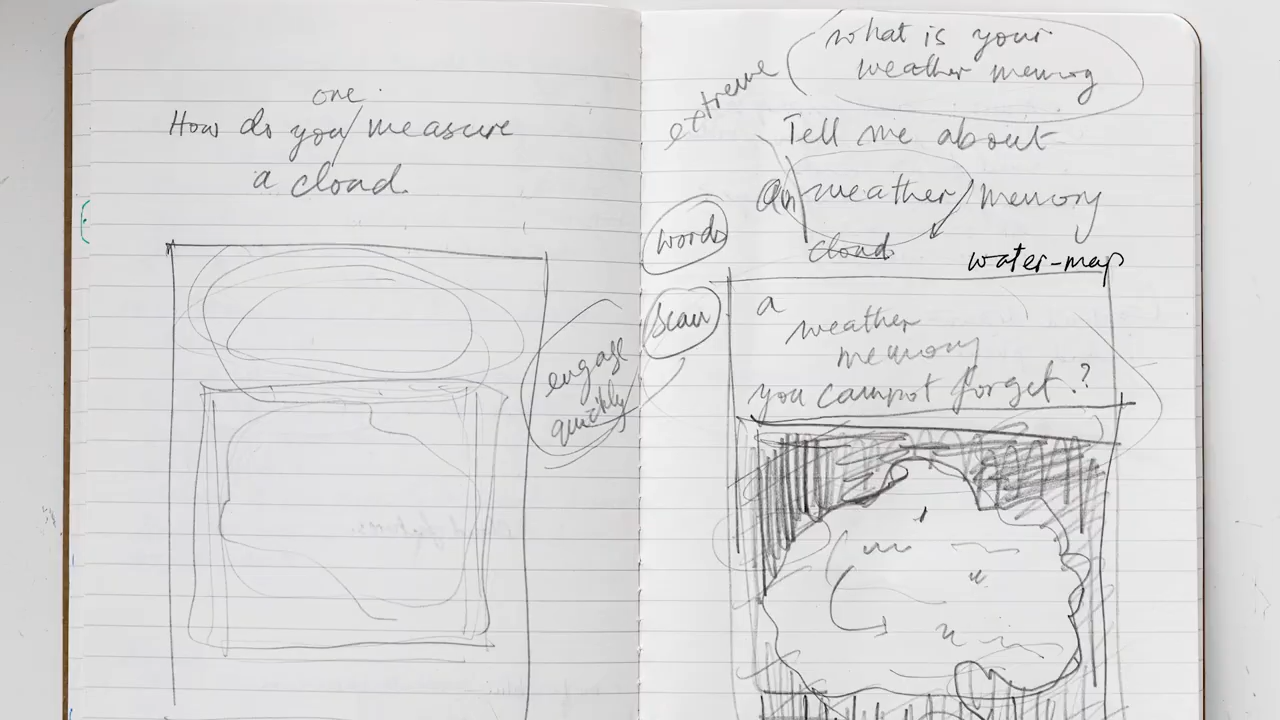 one
How do you/measure
a cloud.
what is your
weather memory
extreme
Tell me about
an weather/memory
cloud
water-map
words
scan
engage
quickly
a
weather
memory
you cannot forget.?